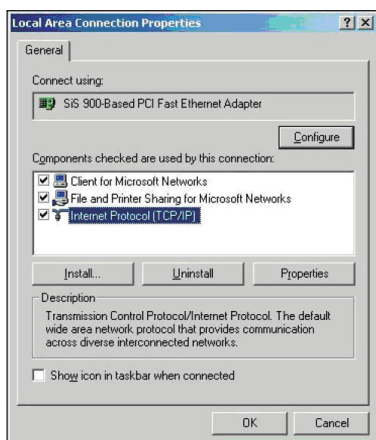 Local Area Connection Properties
General
Connect using:
SiS 900-Based PCI Fast Ethernet Adapter
Configure
Components checked are used by this connection:
Client for Microsoft Networks
File and Printer Sharing for Microsoft Networks
Internet Protocol (TCP/IP)
Install... Uninstall Properties
Description
Transmission Control Protocol/Internet Protocol. The default
wide area network protocol that provides communication
across diverse interconnected networks.
Show icon in taskbar when connected
OK Cancel